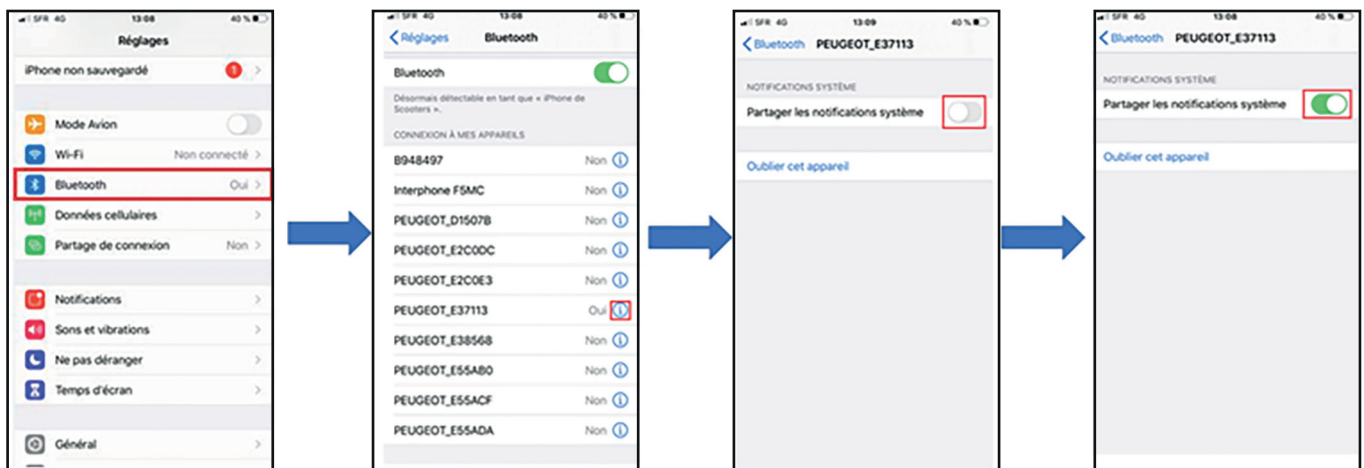 SFR 4G 13:08 40 %
Réglages
iPhone non sauvegardé 1
Mode Avion
Wi-Fi Non connecté
Bluetooth Oui
Données cellulaires
Partage de connexion Non
Notifications
Sons et vibrations
Ne pas déranger
Temps d'écran
Général
SFR 4G 13:08 40 %
Réglages Bluetooth
Bluetooth
Désormais détectable en tant que « iPhone de
Scooters ».
CONNEXION À MES APPAREILS
B948497 Non
Interphone F5MC Non
PEUGEOT_D1507B Non
PEUGEOT_E2C0DC Non
PEUGEOT_E2C0E3 Non
PEUGEOT_E37113 Oui
PEUGEOT_E38568 Non
PEUGEOT_E55AB0 Non
PEUGEOT_E55ACF Non
PEUGEOT_E55ADA Non
SFR 4G 13:09 40 %
Bluetooth PEUGEOT_E37113
NOTIFICATIONS SYSTÈME
Partager les notifications système
Oublier cet appareil
SFR 4G 13:08 40 %
Bluetooth PEUGEOT_E37113
NOTIFICATIONS SYSTÈME
Partager les notifications système
Oublier cet appareil